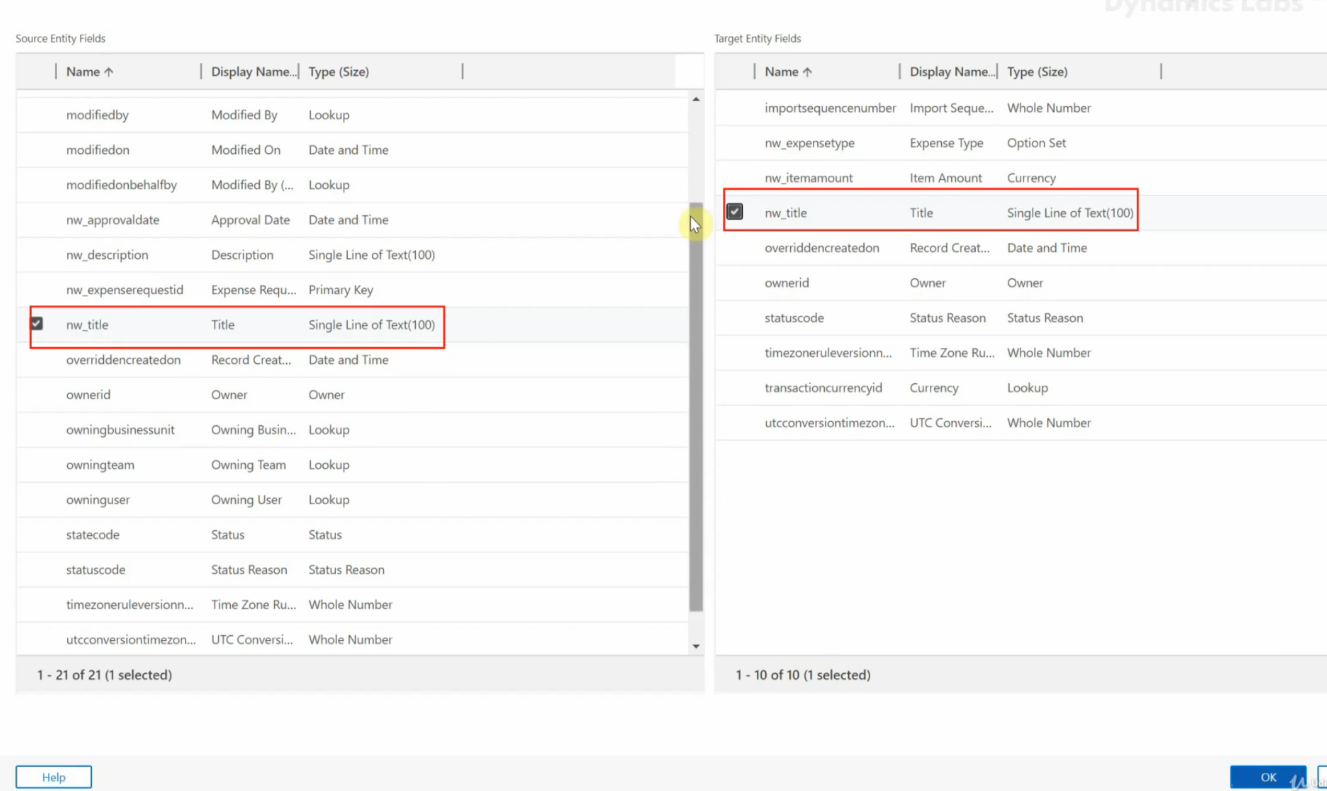 Dynamics Labs
Source Entity Fields
Name ↑ Display Name... Type (Size)
modifiedby Modified By Lookup
modifiedon Modified On Date and Time
modifiedonbehalfby Modified By (... Lookup
nw_approvaldate Approval Date Date and Time
nw_description Description Single Line of Text(100)
nw_expenserequestid Expense Requ... Primary Key
nw_title Title Single Line of Text(100)
overriddencreatedon Record Creat... Date and Time
ownerid Owner Owner
owningbusinessunit Owning Busin... Lookup
owningteam Owning Team Lookup
owninguser Owning User Lookup
statecode Status Status
statuscode Status Reason Status Reason
timezoneruleversionn... Time Zone Ru... Whole Number
utcconversiontimezon... UTC Conversi... Whole Number
1 - 21 of 21 (1 selected)
Target Entity Fields
Name ↑ Display Name... Type (Size)
importsequencenumber Import Seque... Whole Number
nw_expensetype Expense Type Option Set
nw_itemamount Item Amount Currency
nw_title Title Single Line of Text(100)
overriddencreatedon Record Creat... Date and Time
ownerid Owner Owner
statuscode Status Reason Status Reason
timezoneruleversionn... Time Zone Ru... Whole Number
transactioncurrencyid Currency Lookup
utcconversiontimezon... UTC Conversi... Whole Number
1 - 10 of 10 (1 selected)
Help
OK